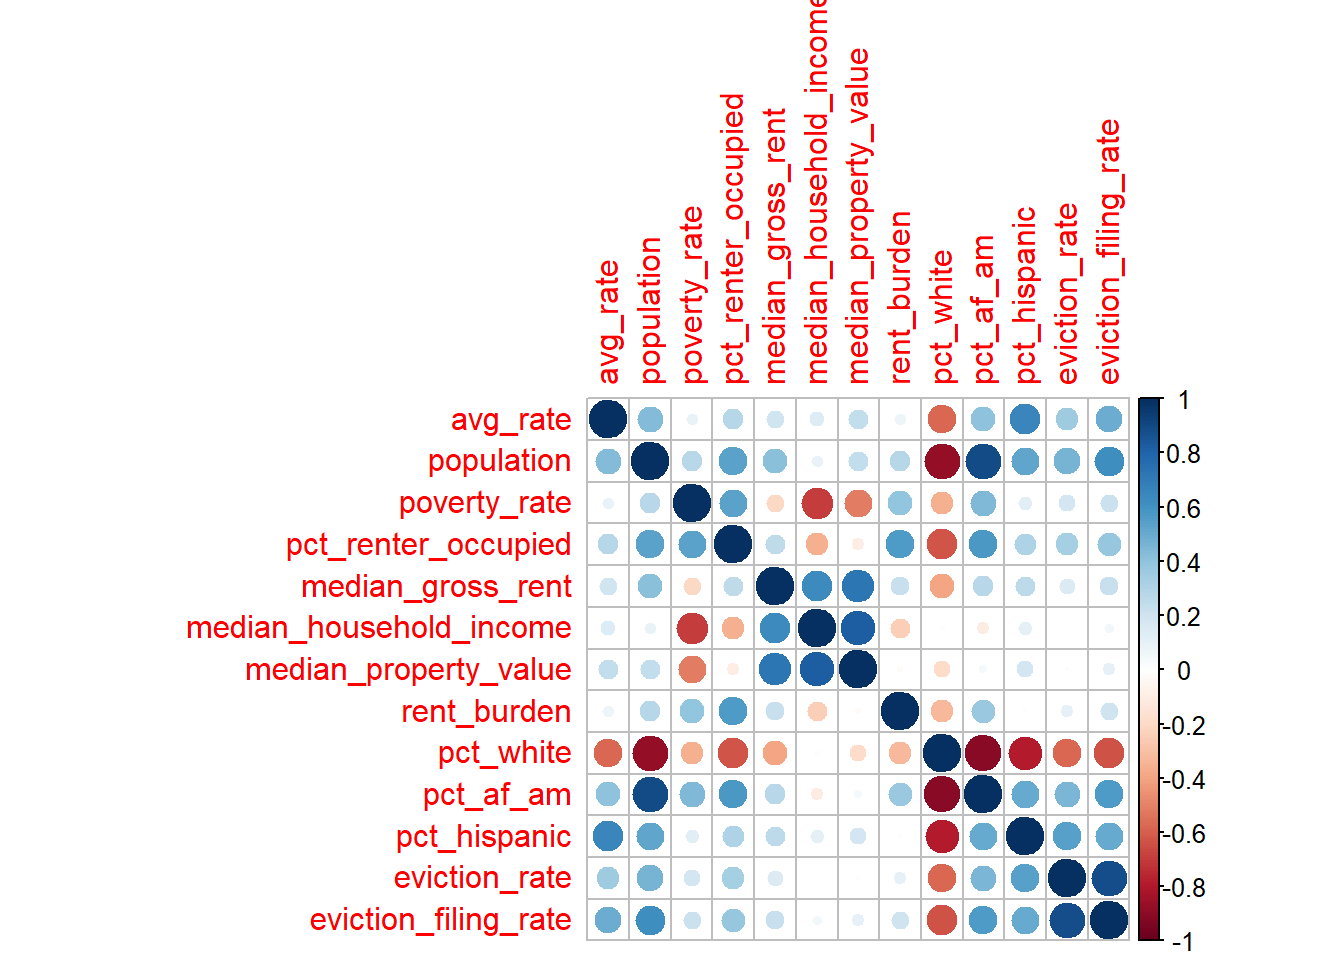 avg_rate
population
poverty_rate
pct_renter_occupied
median_gross_rent
median_household_income
median_property_value
rent_burden
pct_white
pct_af_am
pct_hispanic
eviction_rate
eviction_filing_rate
avg_rate
population
poverty_rate
pct_renter_occupied
median_gross_rent
median_household_income
median_property_value
rent_burden
pct_white
pct_af_am
pct_hispanic
eviction_rate
eviction_filing_rate
1
0.8
0.6
0.4
0.2
0
-0.2
-0.4
-0.6
-0.8
-1